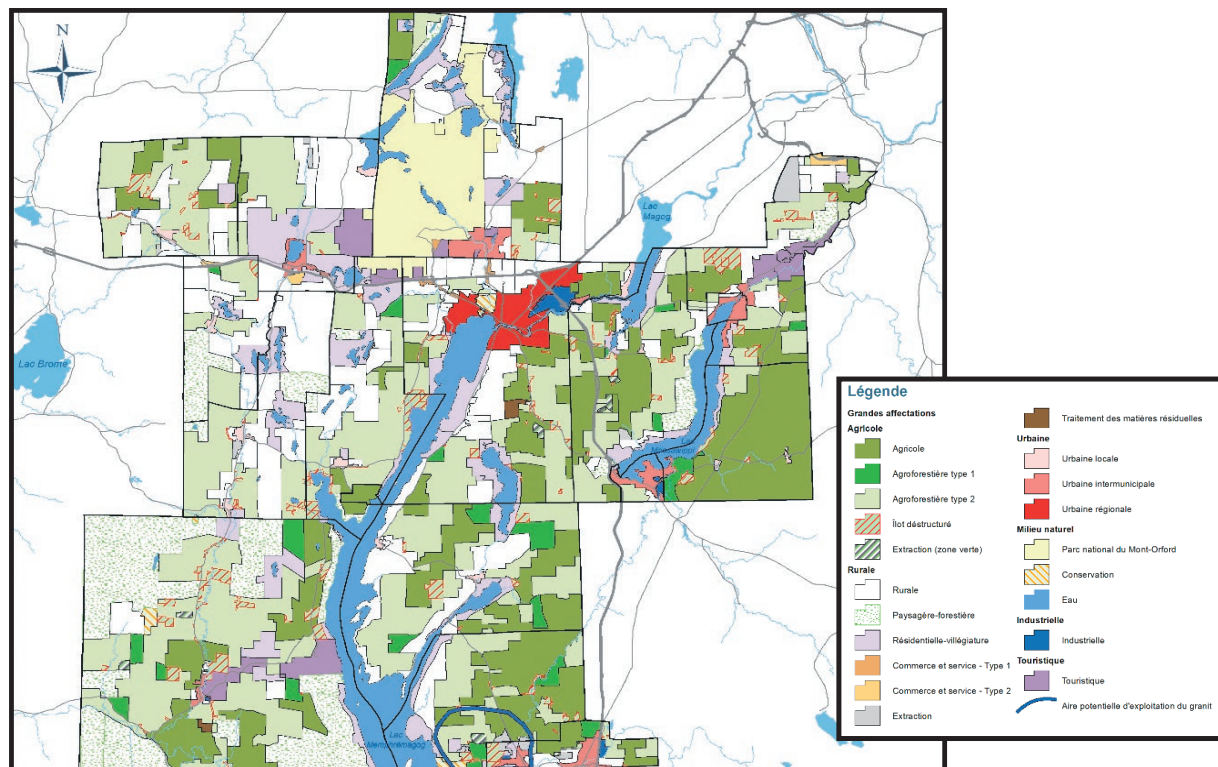 N
Lac
Magog
Lac Brome
Lac
Memphrémagog
Légende
Grandes affectations
Agricole
Agricole
Agroforestière type 1
Agroforestière type 2
Îlot déstructuré
Extraction (zone verte)
Rurale
Rurale
Paysagère-forestière
Résidentielle-villégiature
Commerce et service - Type 1
Commerce et service - Type 2
Extraction
Traitement des matières résiduelles
Urbaine
Urbaine locale
Urbaine intermunicipale
Urbaine régionale
Milieu naturel
Parc national du Mont-Orford
Conservation
Eau
Industrielle
Industrielle
Touristique
Touristique
Aire potentielle d'exploitation du granit